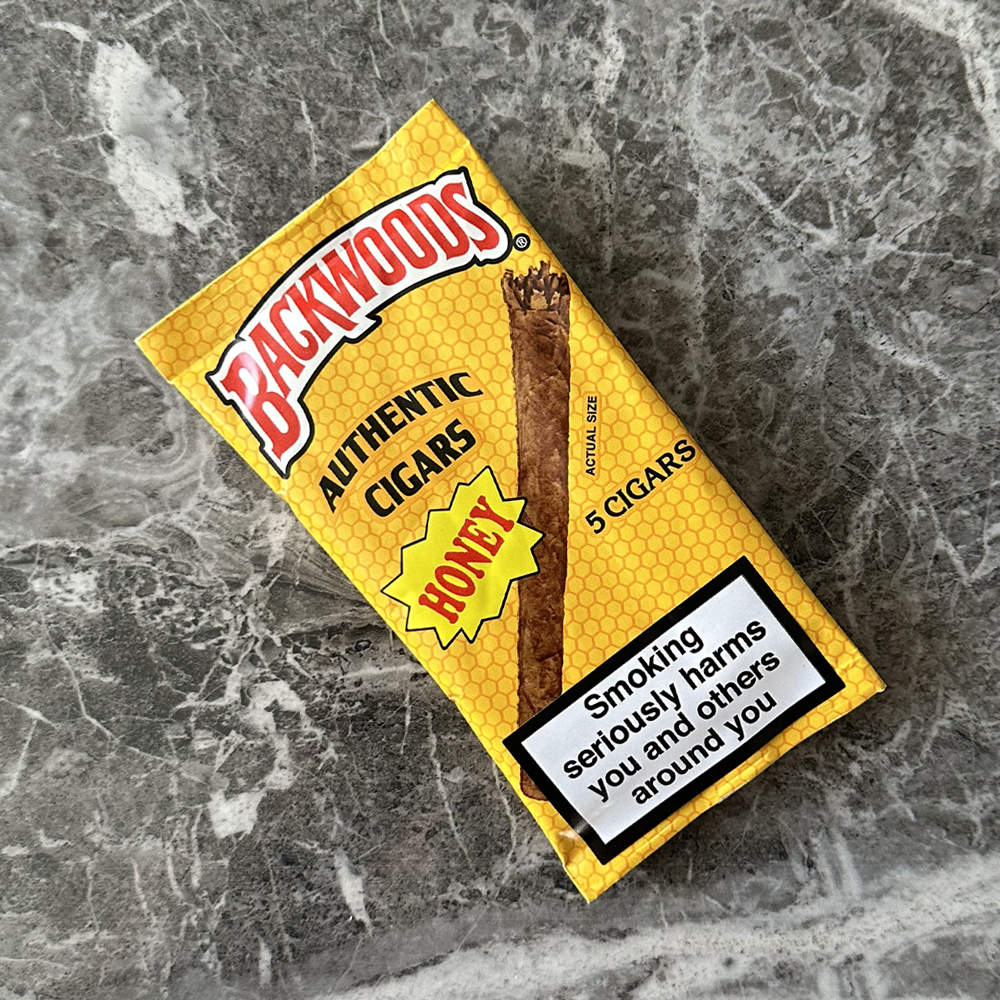 BACKWOODS®
AUTHENTIC
CIGARS
HONEY
ACTUAL SIZE
5 CIGARS
Smoking
seriously harms
you and others
around you